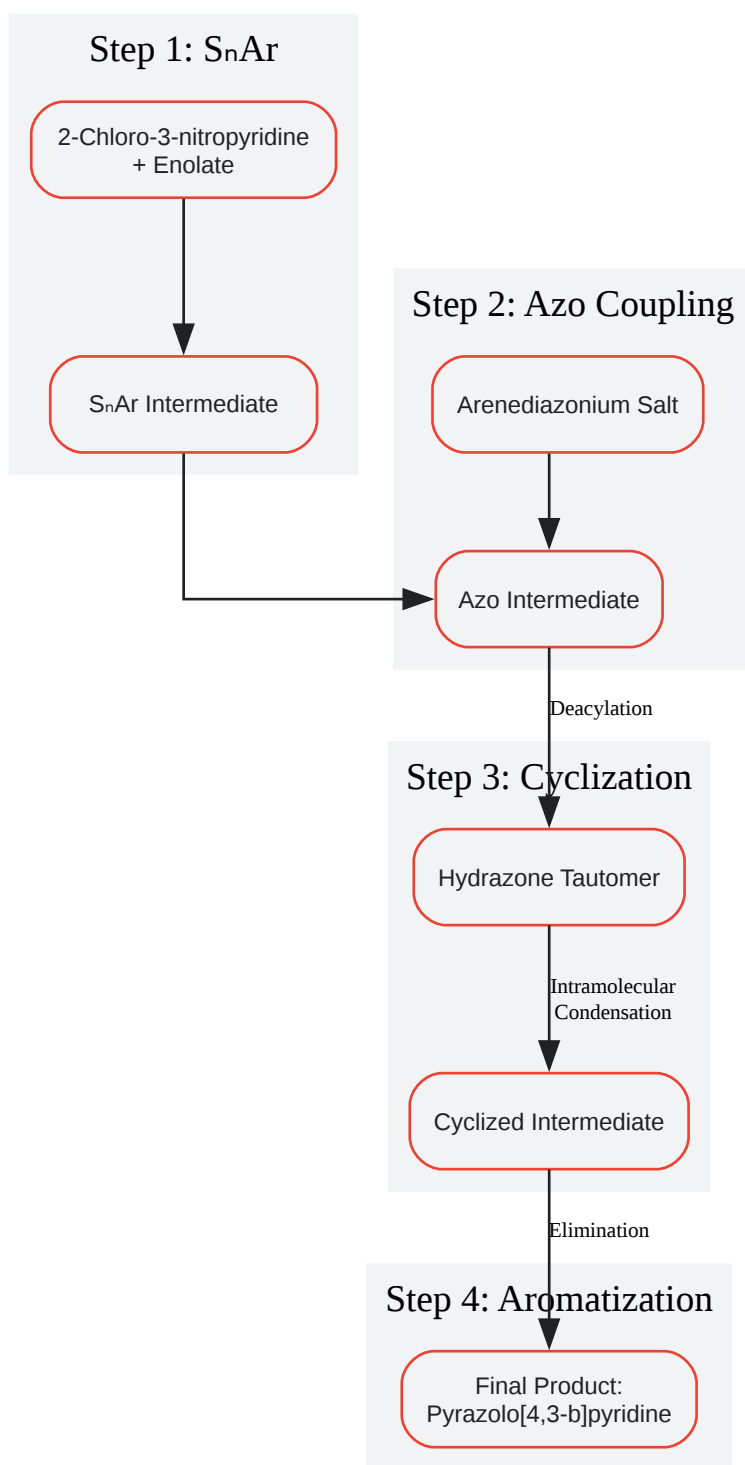 Step 1: SₙAr
2-Chloro-3-nitropyridine
+ Enolate
SₙAr Intermediate
Step 2: Azo Coupling
Arenediazonium Salt
Azo Intermediate
Deacylation
Step 3: Cyclization
Hydrazone Tautomer
Intramolecular
Condensation
Cyclized Intermediate
Elimination
Step 4: Aromatization
Final Product:
Pyrazolo[4,3-b]pyridine